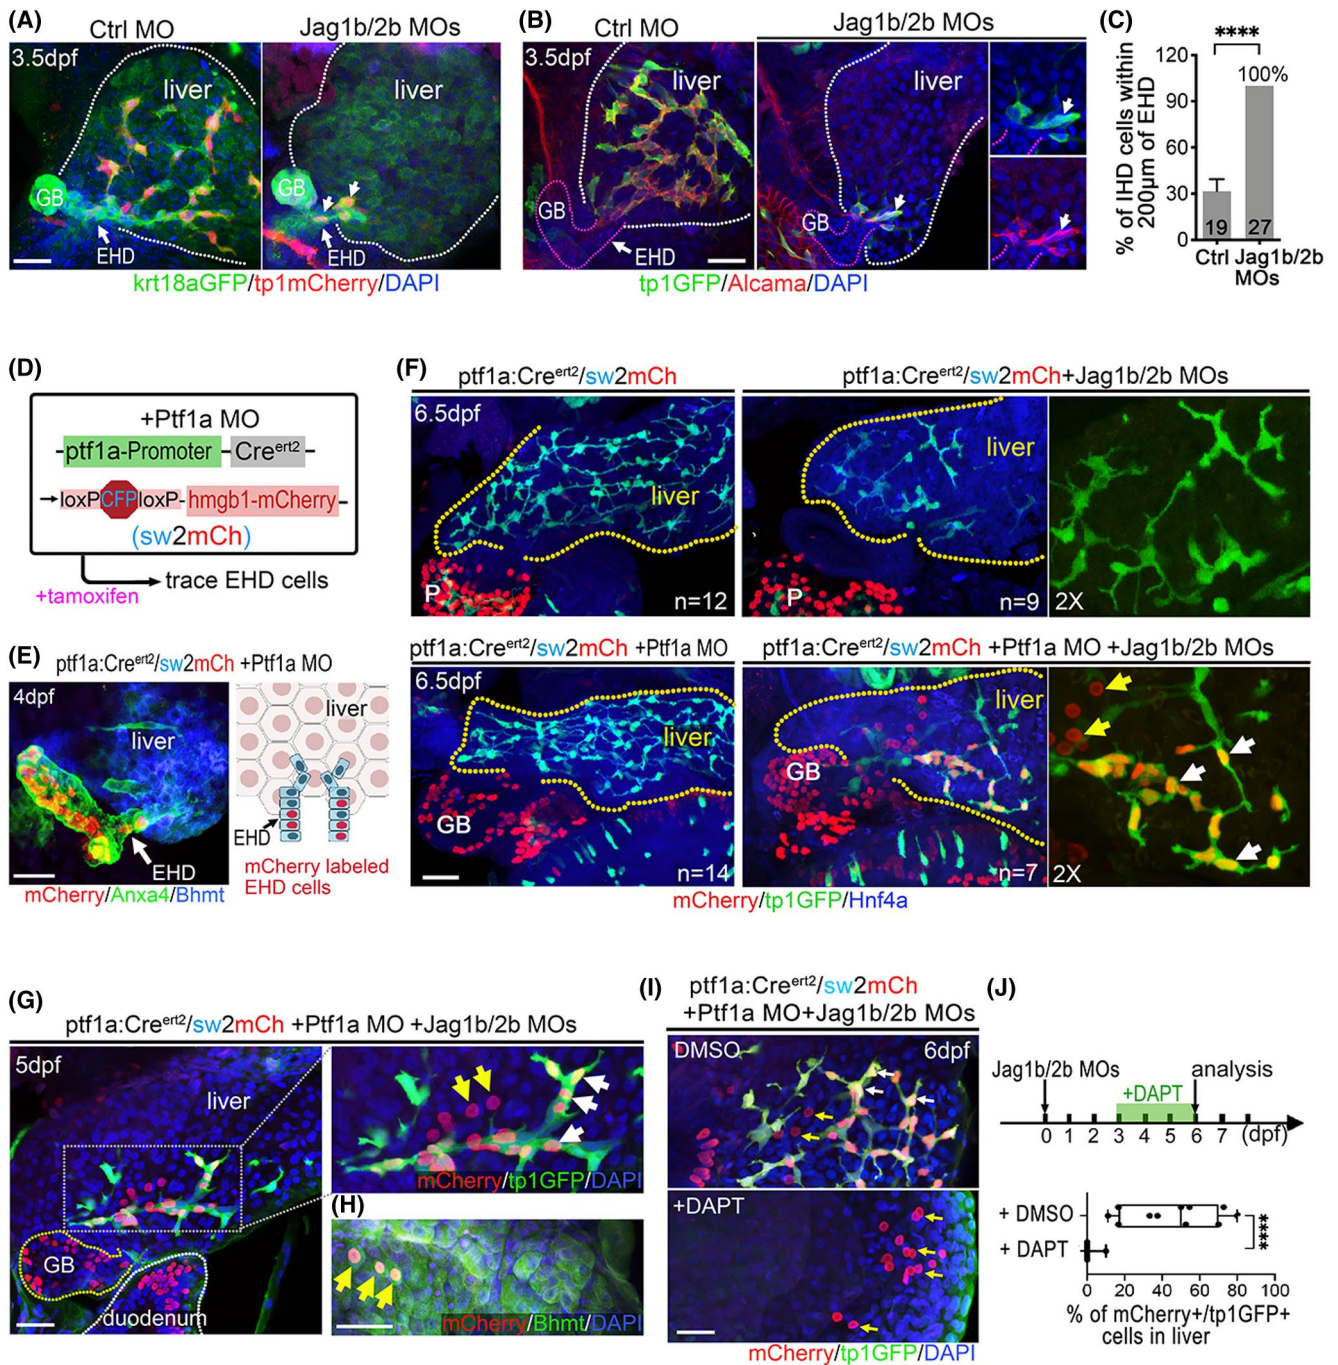 (A)
Ctrl MO
Jag1b/2b MOs
3.5dpf
liver
liver
GB
GB
EHD
EHD
krt18aGFP/tp1mCherry/DAPI
(B)
Jag1b/2b MOs
Ctrl MO
3.5dpf
liver
liver
GB
GB
EHD
tp1GFP/Alcama/DAPI
(C)
****
% of IHD cells within
200µm of EHD
120
90
60
30
0
100%
19
27
Ctrl
Jag1b/2b
MOs
(D)
+Ptf1a MO
ptf1a-Promoter
Creert2
loxP CFP loxP
hmgb1-mCherry
(sw2mCh)
+tamoxifen
trace EHD cells
(E)
ptf1a:Creert2/sw2mCh +Ptf1a MO
4dpf
liver
EHD
liver
EHD
mCherry labeled
EHD cells
mCherry/Anxa4/Bhmt
(F)
ptf1a:Creert2/sw2mCh
ptf1a:Creert2/sw2mCh+Jag1b/2b MOs
6.5dpf
liver
P
n=12
liver
P
n=9
2X
ptf1a:Creert2/sw2mCh +Ptf1a MO
ptf1a:Creert2/sw2mCh +Ptf1a MO +Jag1b/2b MOs
6.5dpf
liver
GB
n=14
liver
GB
n=7
2X
mCherry/tp1GFP/Hnf4a
(G)
ptf1a:Creert2/sw2mCh +Ptf1a MO +Jag1b/2b MOs
5dpf
liver
GB
duodenum
mCherry/tp1GFP/DAPI
(H)
mCherry/Bhmt/DAPI
(I)
ptf1a:Creert2/sw2mCh
+Ptf1a MO+Jag1b/2b MOs
DMSO
6dpf
+DAPT
mCherry/tp1GFP/DAPI
(J)
Jag1b/2b MOs
analysis
+DAPT
0 1 2 3 4 5 6 7 (dpf)
+ DMSO
+ DAPT
****
0 20 40 60 80 100
% of mCherry+/tp1GFP+
cells in liver